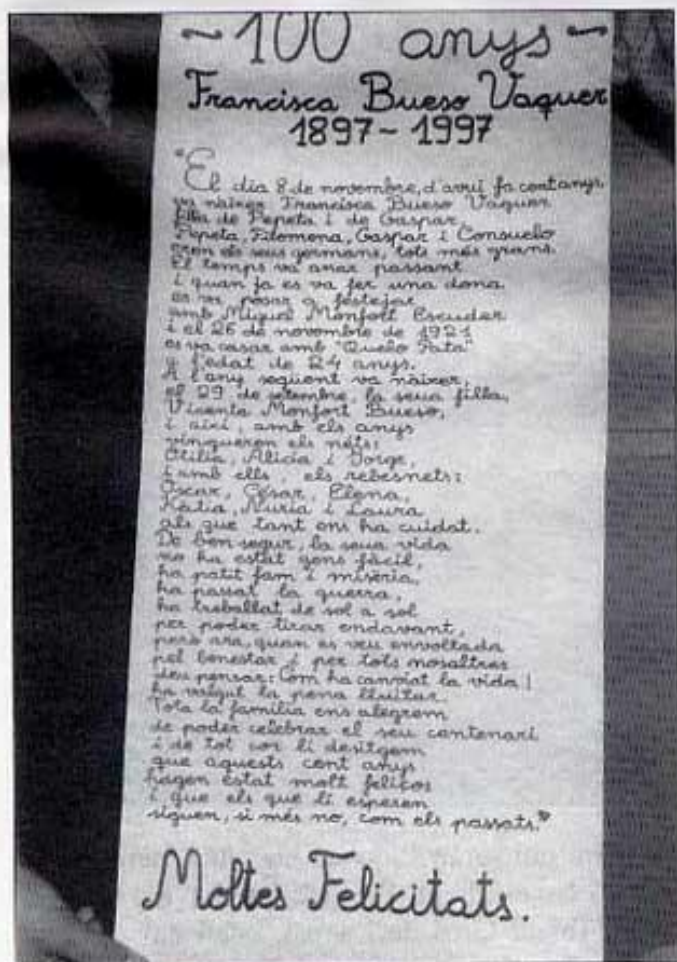 ~ 100 anys ~
Francisca Bueso Vaquer
1897 ~ 1997
"El dia 8 de novembre, d'avui fa cent anys,
va nàixer Francisca Bueso Vaquer
filla de Pepeta i de Gaspar,
Pepeta, Filomena, Gaspar i Consuelo
eren els seus germans, tots més grans.
El temps va anar passant
i quan ja es va fer una dona
es va posar a festejar
amb Miquel Monfort Escuder
i el 26 de novembre de 1921
es va casar amb "Quelo Pata"
a l'edat de 24 anys.
A l'any següent va nàixer,
el 29 de setembre, la seua filla,
Vicenta Monfort Bueso,
i així, amb els anys
vingueren els néts:
Otilia, Alicia i Jorge,
i amb ells, els rebesnets:
Oscar, César, Elena,
Katia, Nuria i Laura
als que tant ens ha cuidat.
De ben segur, la seua vida
no ha estat gens fàcil,
ha patit fam i misèria,
ha passat la guerra,
ha treballat de sol a sol
per poder tirar endavant,
però ara, quan es veu envoltada
pel benestar i per tots nosaltres
deu pensar: Com ha canviat la vida!
ha valgut la pena lluitar.
Tota la família ens alegrem
de poder celebrar el seu centenari
i de tot cor li desitgem
que aquests cent anys
hagen estat molt feliços
i que els que li esperen
siguen, si més no, com els passats."
Moltes Felicitats.